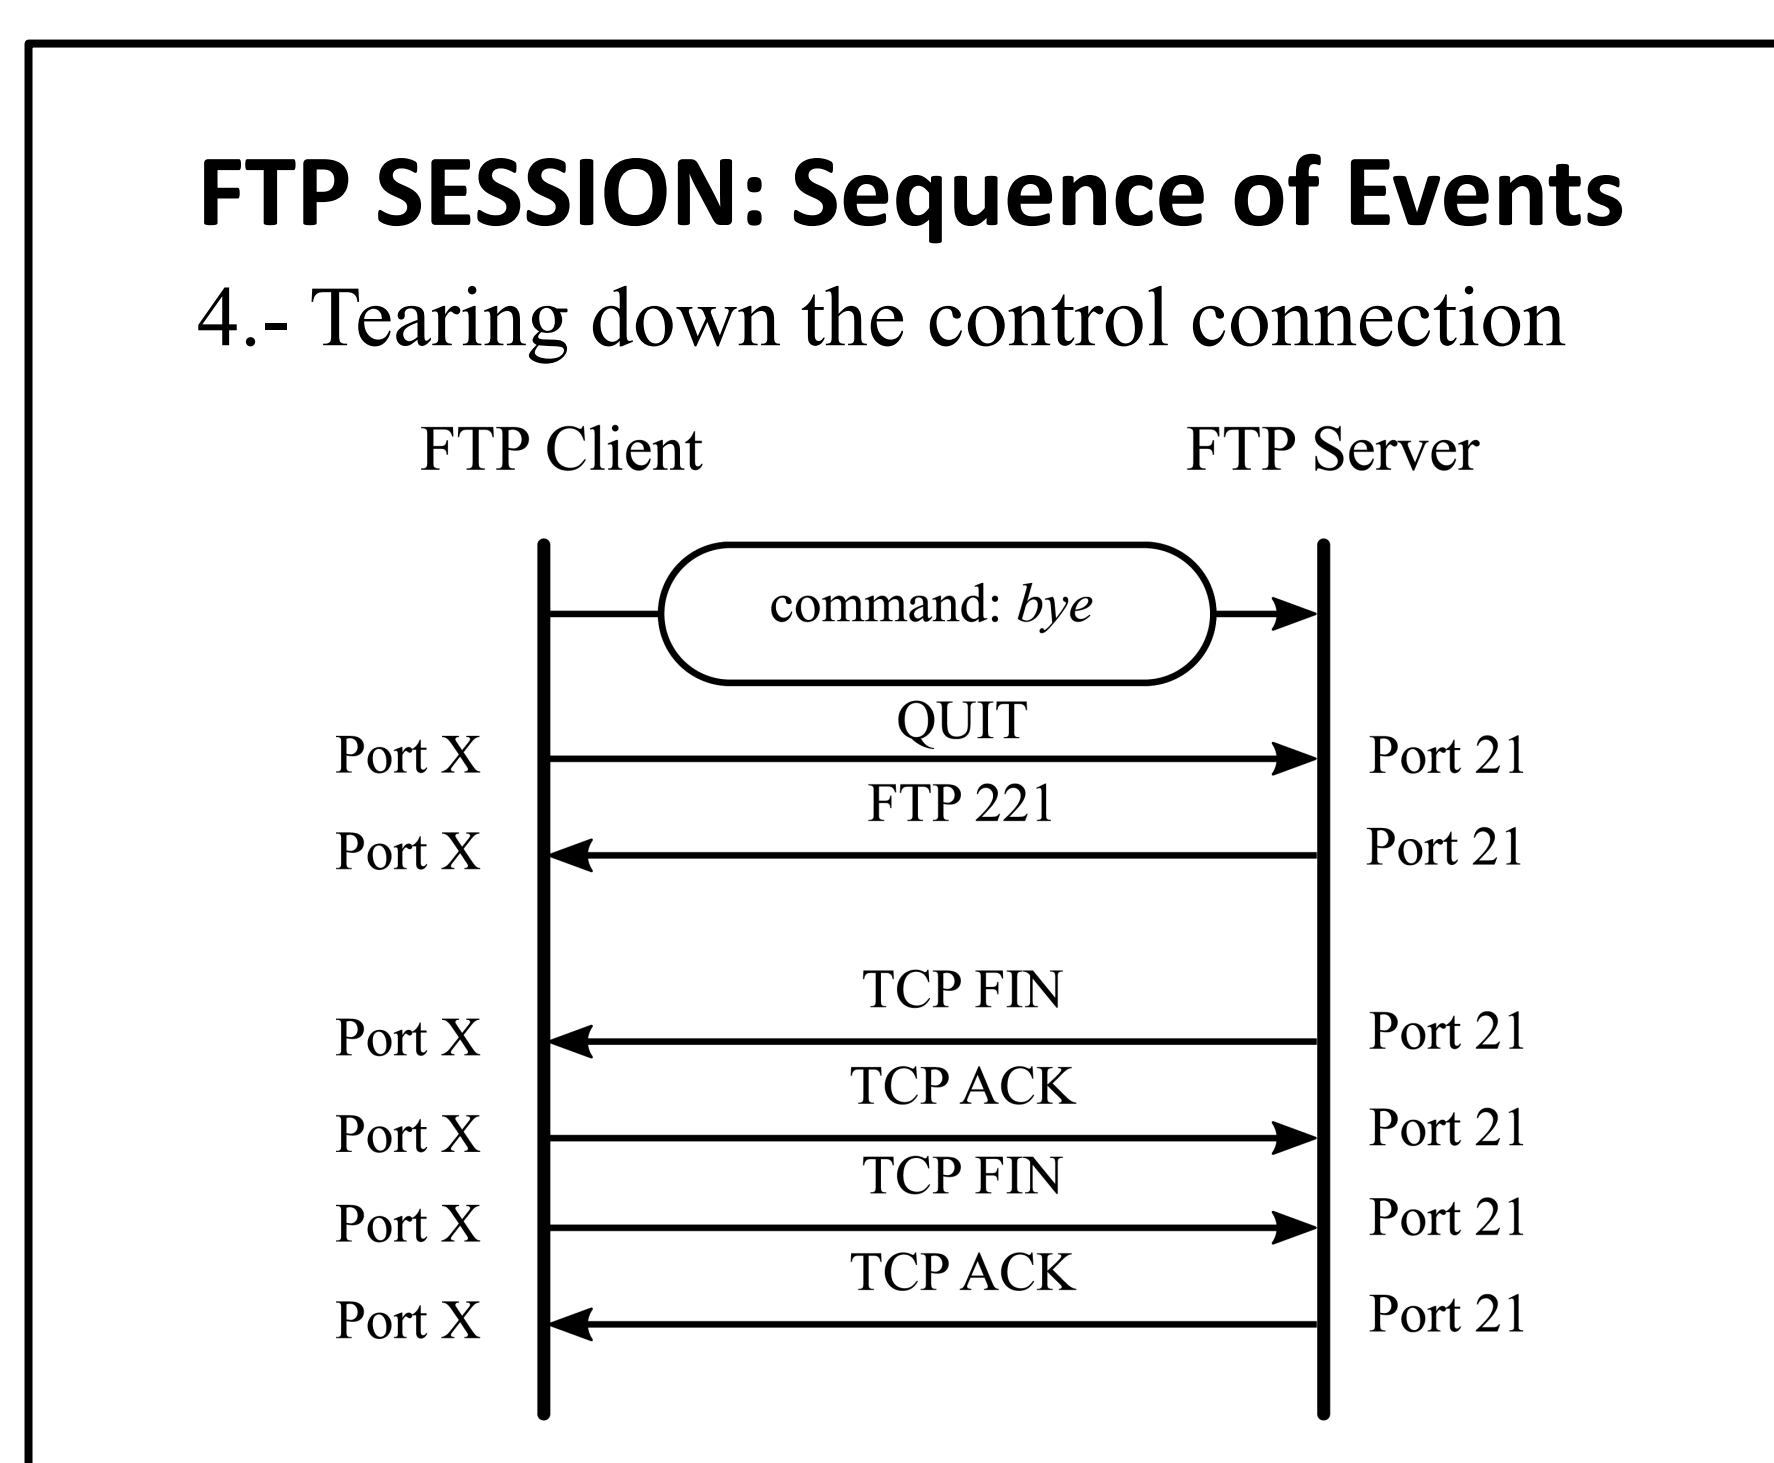 FTP SESSION: Sequence of Events
4.- Tearing down the control connection
FTP Client FTP Server
command: bye
QUIT
Port X Port 21
FTP 221
Port X Port 21
TCP FIN
Port X Port 21
TCP ACK
Port X Port 21
TCP FIN
Port X Port 21
TCP ACK
Port X Port 21